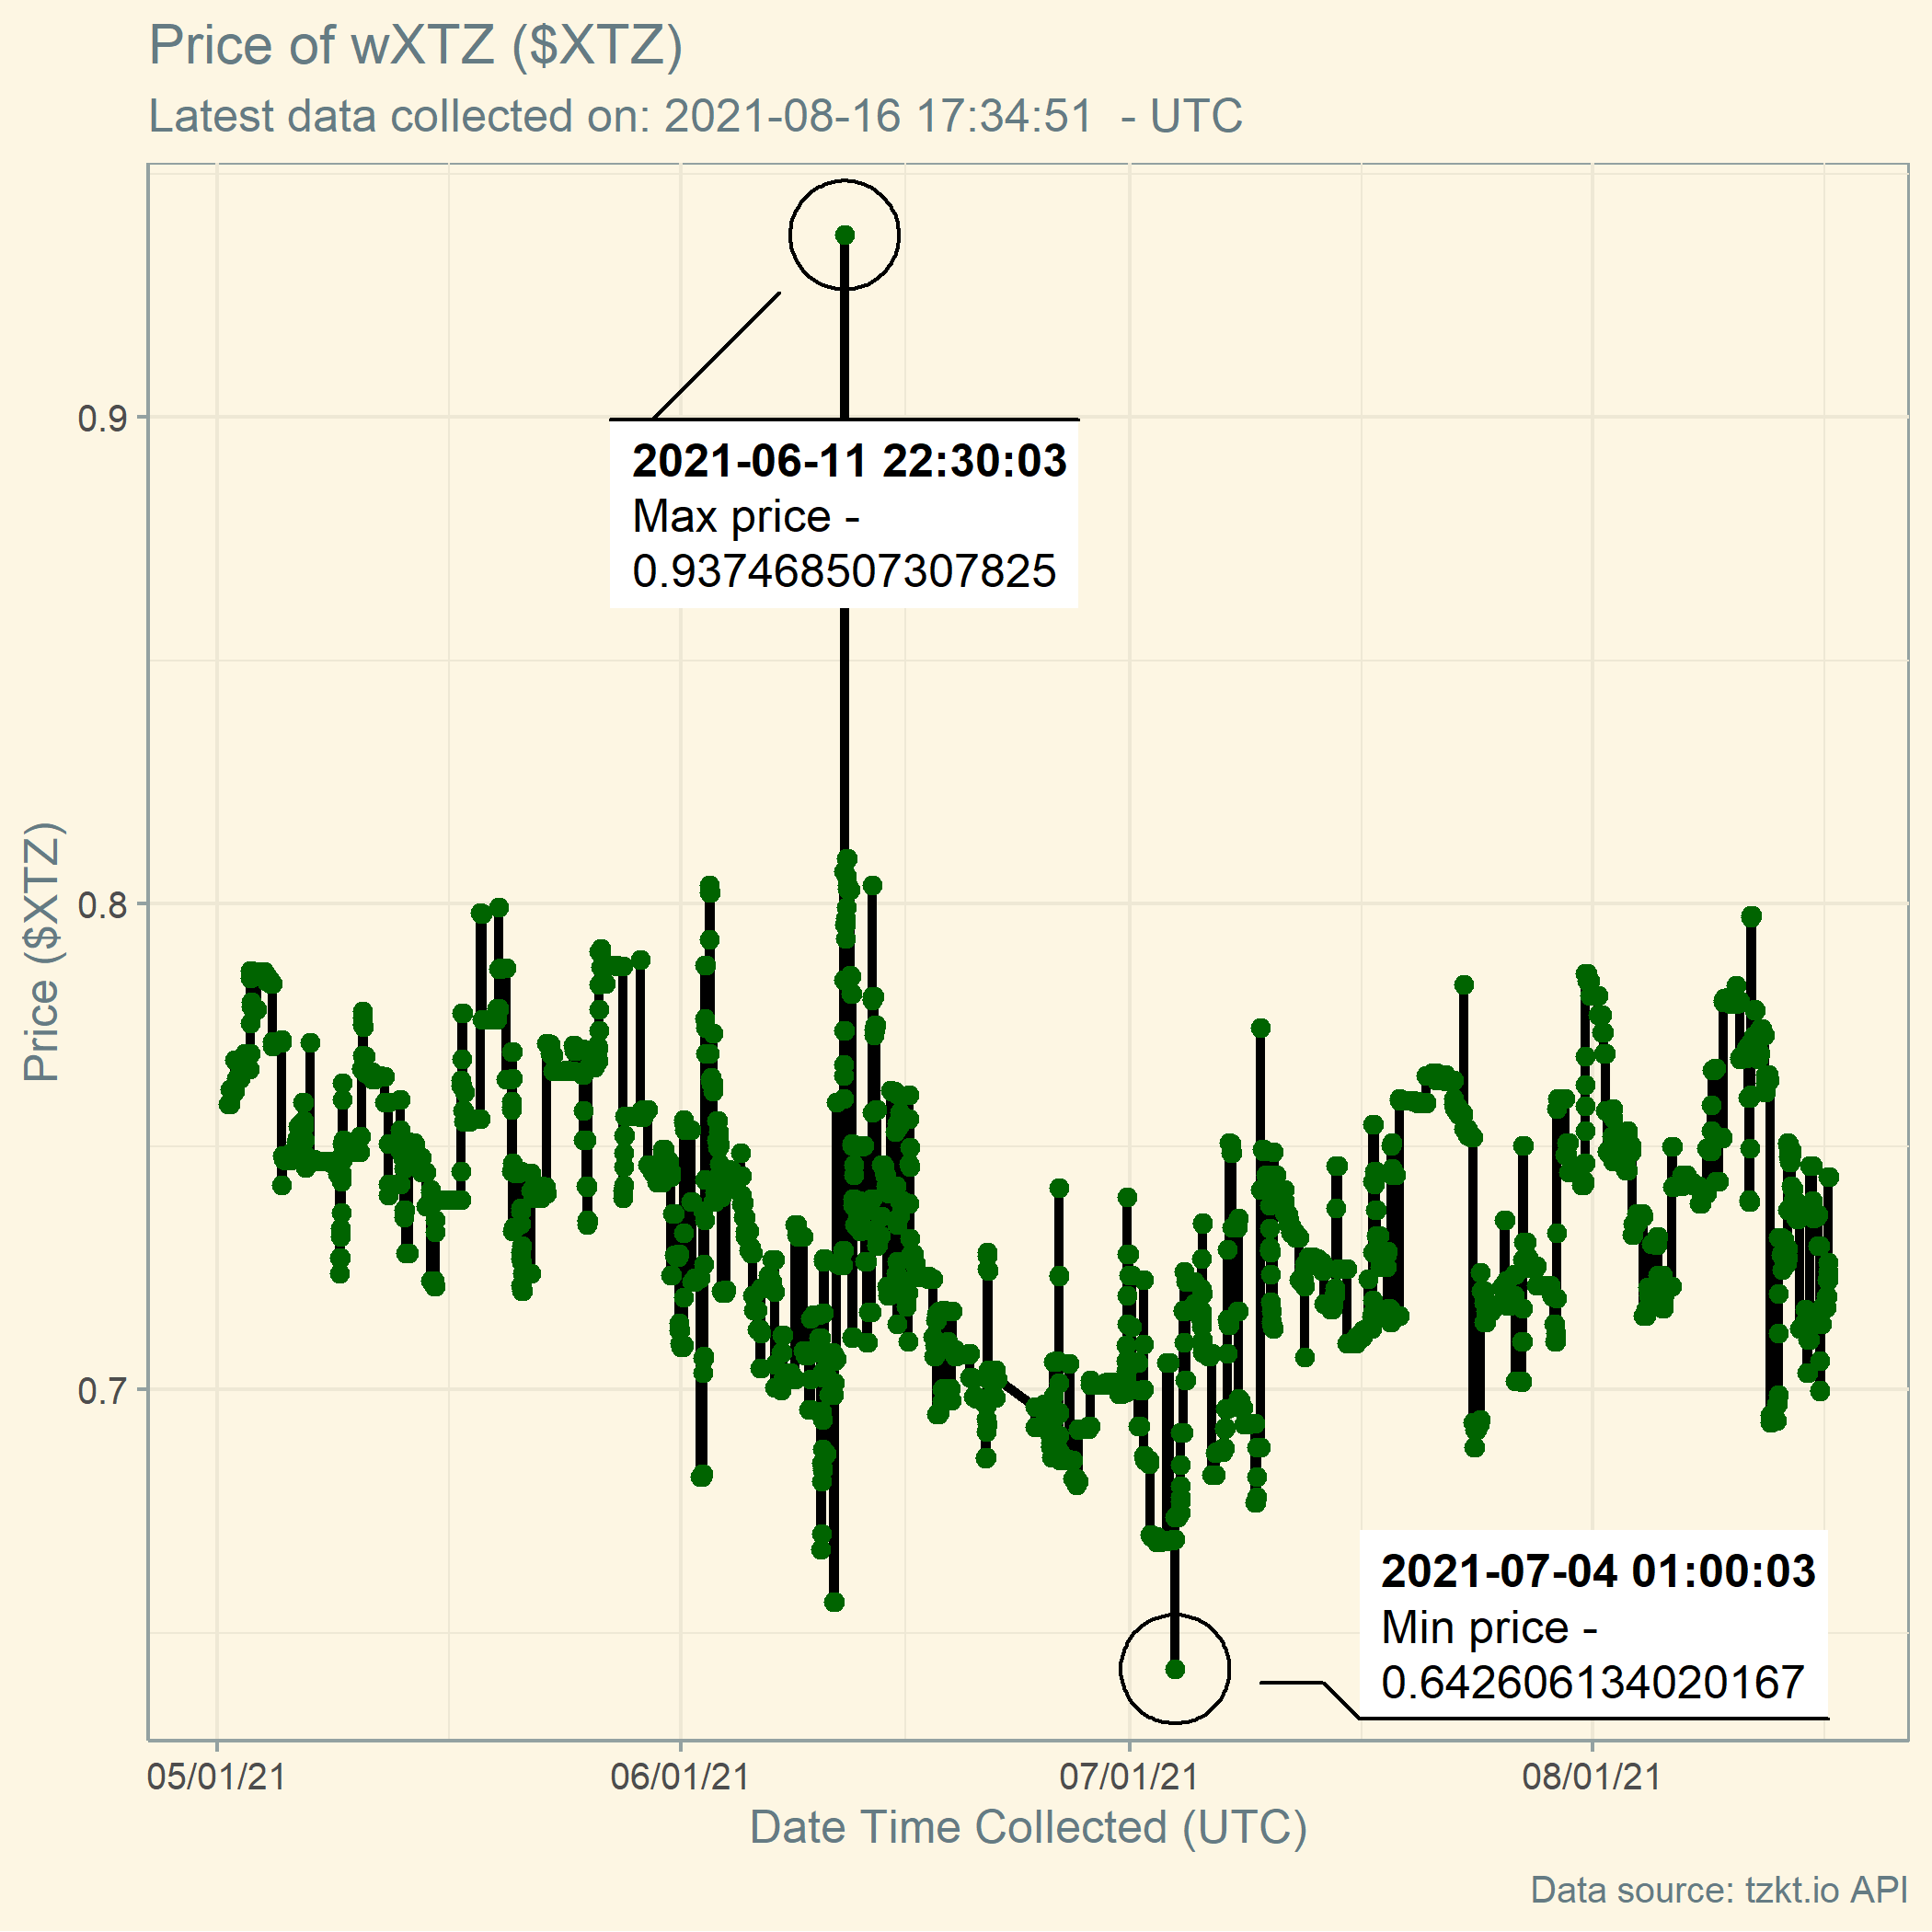 Price of wXTZ ($XTZ)
Latest data collected on: 2021-08-16 17:34:51  - UTC
0.9
0.8
0.7
Price ($XTZ)
2021-06-11 22:30:03
Max price -
0.937468507307825
2021-07-04 01:00:03
Min price -
0.642606134020167
05/01/21
06/01/21
07/01/21
08/01/21
Date Time Collected (UTC)
Data source: tzkt.io API